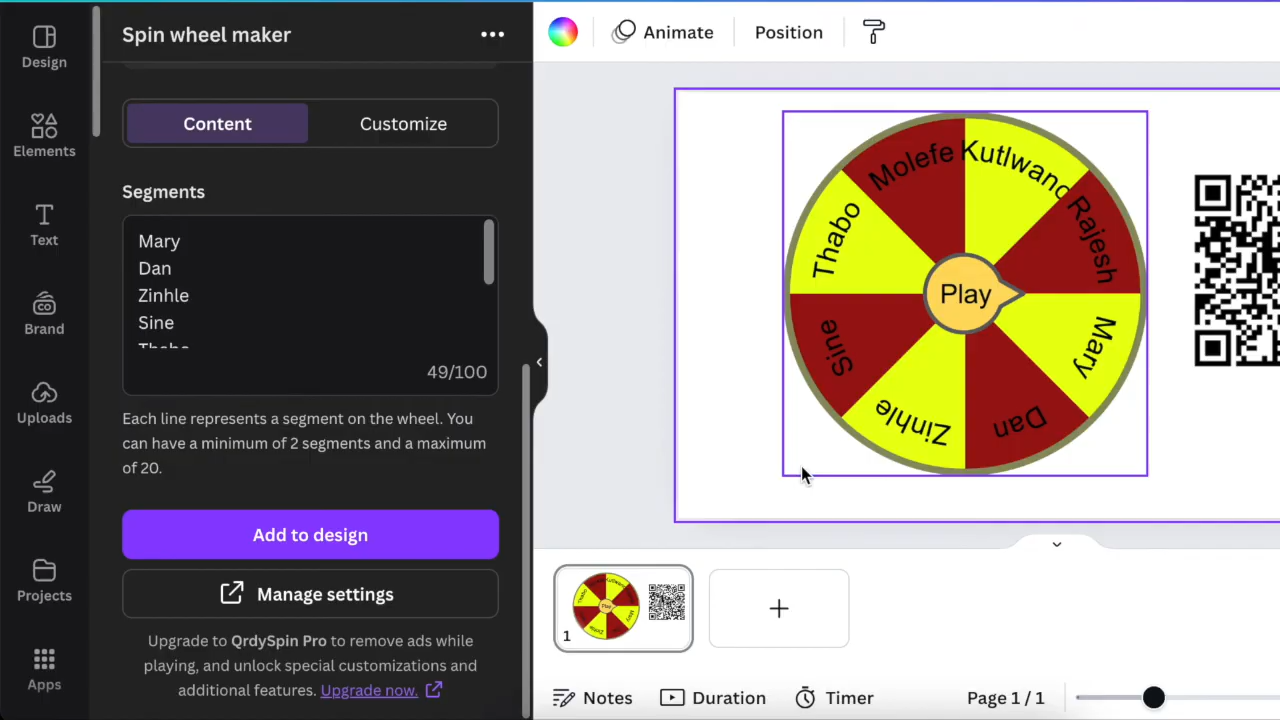 Design
Elements
Text
Brand
Uploads
Draw
Projects
Apps
Spin wheel maker
Content
Customize
Segments
Mary
Dan
Zinhle
Sine
Thabo
49/100
Each line represents a segment on the wheel. You
can have a minimum of 2 segments and a maximum
of 20.
Add to design
Manage settings
Upgrade to QrdySpin Pro to remove ads while
playing, and unlock special customizations and
additional features. Upgrade now.
Animate
Position
Molefe
Kutlwano
Rajesh
Mary
Dan
Zinhle
Sine
Thabo
Play
1
Notes
Duration
Timer
Page 1 / 1